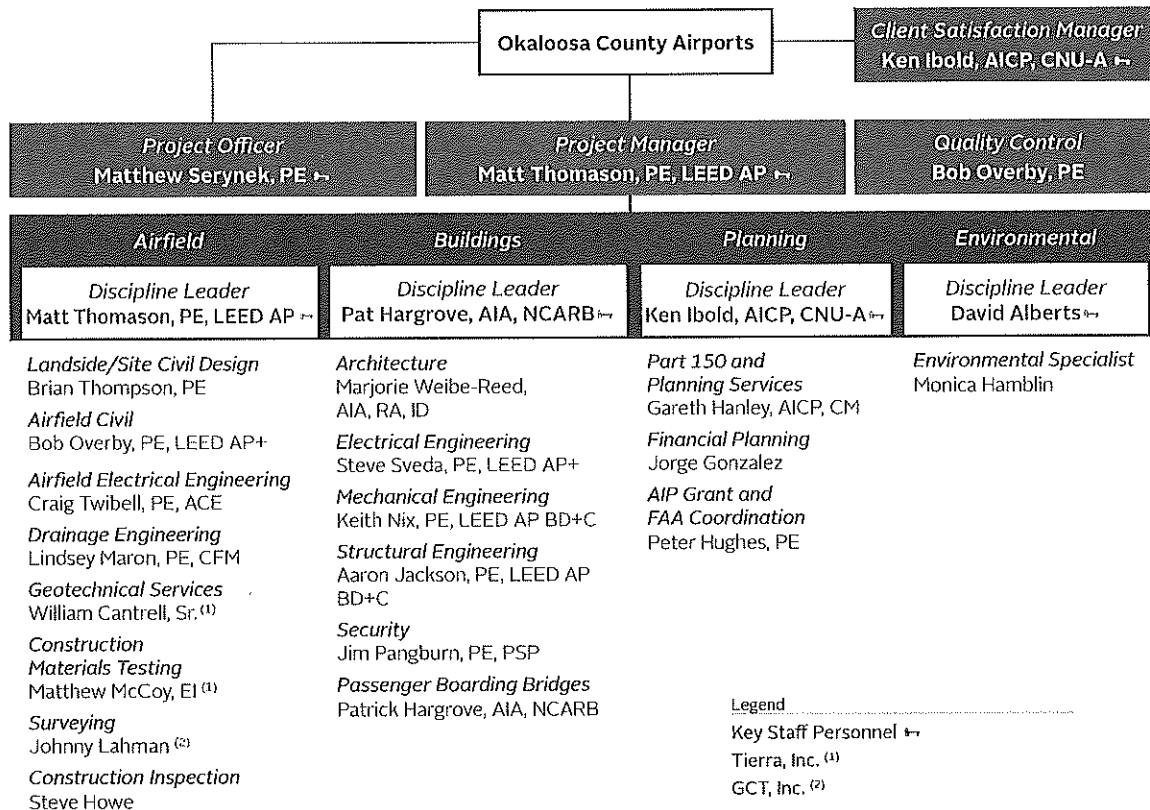 Okaloosa County Airports
Client Satisfaction Manager
Ken Ibold, AICP, CNU-A
Project Officer
Matthew Serynek, PE
Project Manager
Matt Thomason, PE, LEED AP
Quality Control
Bob Overby, PE
Airfield
Discipline Leader
Matt Thomason, PE, LEED AP
Landside/Site Civil Design
Brian Thompson, PE
Airfield Civil
Bob Overby, PE, LEED AP+
Airfield Electrical Engineering
Craig Twibell, PE, ACE
Drainage Engineering
Lindsey Maron, PE, CFM
Geotechnical Services
William Cantrell, Sr. (1)
Construction
Materials Testing
Matthew McCoy, EI (1)
Surveying
Johnny Lahman (2)
Construction Inspection
Steve Howe
Buildings
Discipline Leader
Pat Hargrove, AIA, NCARB
Architecture
Marjorie Weibe-Reed,
AIA, RA, ID
Electrical Engineering
Steve Sveda, PE, LEED AP+
Mechanical Engineering
Keith Nix, PE, LEED AP BD+C
Structural Engineering
Aaron Jackson, PE, LEED AP
BD+C
Security
Jim Pangburn, PE, PSP
Passenger Boarding Bridges
Patrick Hargrove, AIA, NCARB
Planning
Discipline Leader
Ken Ibold, AICP, CNU-A
Part 150 and
Planning Services
Gareth Hanley, AICP, CM
Financial Planning
Jorge Gonzalez
AIP Grant and
FAA Coordination
Peter Hughes, PE
Environmental
Discipline Leader
David Alberts
Environmental Specialist
Monica Hamblin
Legend
Key Staff Personnel
Tierra, Inc. (1)
GCT, Inc. (2)